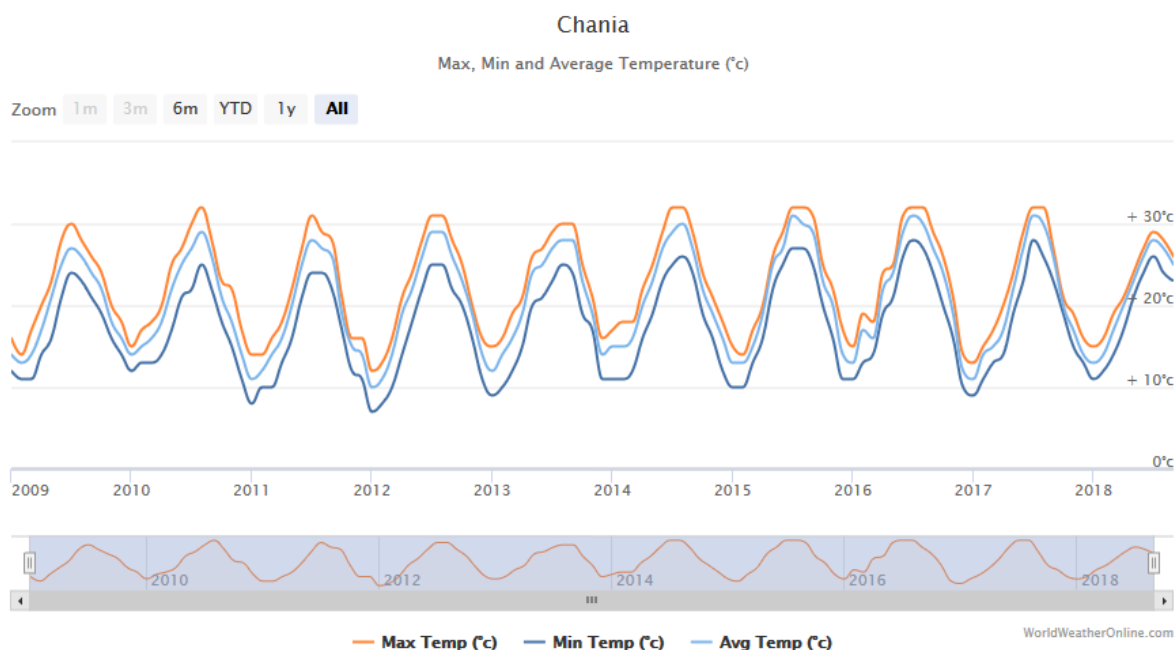 Chania
Max, Min and Average Temperature (°c)
Zoom 1m 3m 6m YTD 1y All
+ 30°c
+ 20°c
+ 10°c
0°c
2009 2010 2011 2012 2013 2014 2015 2016 2017 2018
2010 2012 2014 2016 2018
Max Temp (°c) Min Temp (°c) Avg Temp (°c)
WorldWeatherOnline.com